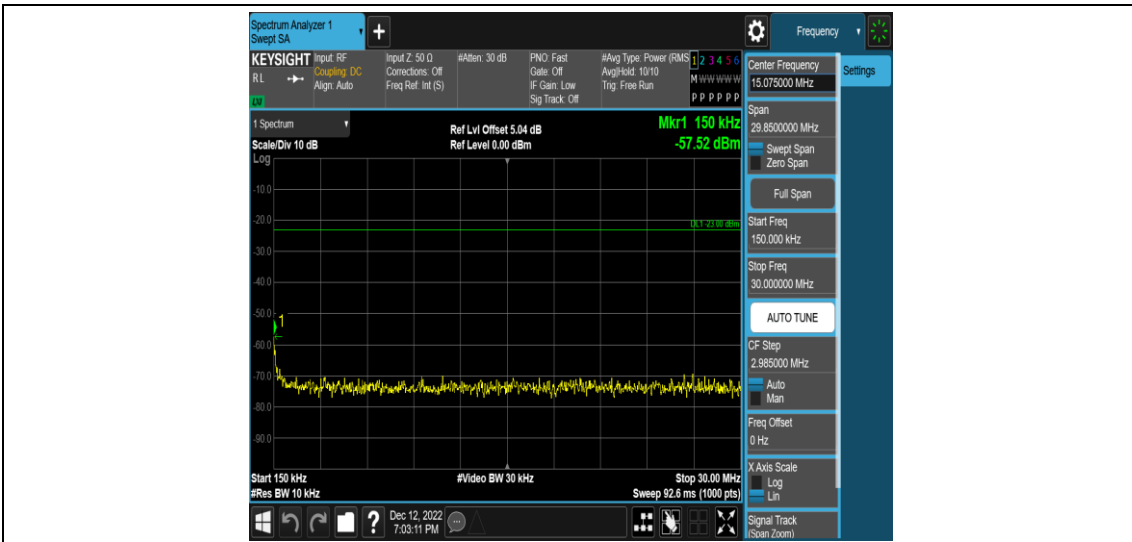 Spectrum Analyzer 1
Swept SA
Frequency
KEYSIGHT
RL
LXI
Input: RF
Coupling: DC
Align: Auto
Input Z: 50 Ω
Corrections: Off
Freq Ref: Int (S)
#Atten: 30 dB
PNO: Fast
Gate: Off
IF Gain: Low
Sig Track: Off
#Avg Type: Power (RMS
Avg|Hold: 10/10
Trig: Free Run
1 2 3 4 5 6
M W W W W W
P P P P P P
1 Spectrum
Scale/Div 10 dB
Log
Ref Lvl Offset 5.04 dB
Ref Level 0.00 dBm
Mkr1 150 kHz
-57.52 dBm
-10.0
-20.0
DL1 -23.00 dBm
-30.0
-40.0
-50.0
1
-60.0
-70.0
-80.0
-90.0
Start 150 kHz
#Res BW 10 kHz
#Video BW 30 kHz
Stop 30.00 MHz
Sweep 92.6 ms (1000 pts)
?
Dec 12, 2022
7:03:11 PM
Center Frequency
15.075000 MHz
Settings
Span
29.8500000 MHz
Swept Span
Zero Span
Full Span
Start Freq
150.000 kHz
Stop Freq
30.000000 MHz
AUTO TUNE
CF Step
2.985000 MHz
Auto
Man
Freq Offset
0 Hz
X Axis Scale
Log
Lin
Signal Track
(Span Zoom)